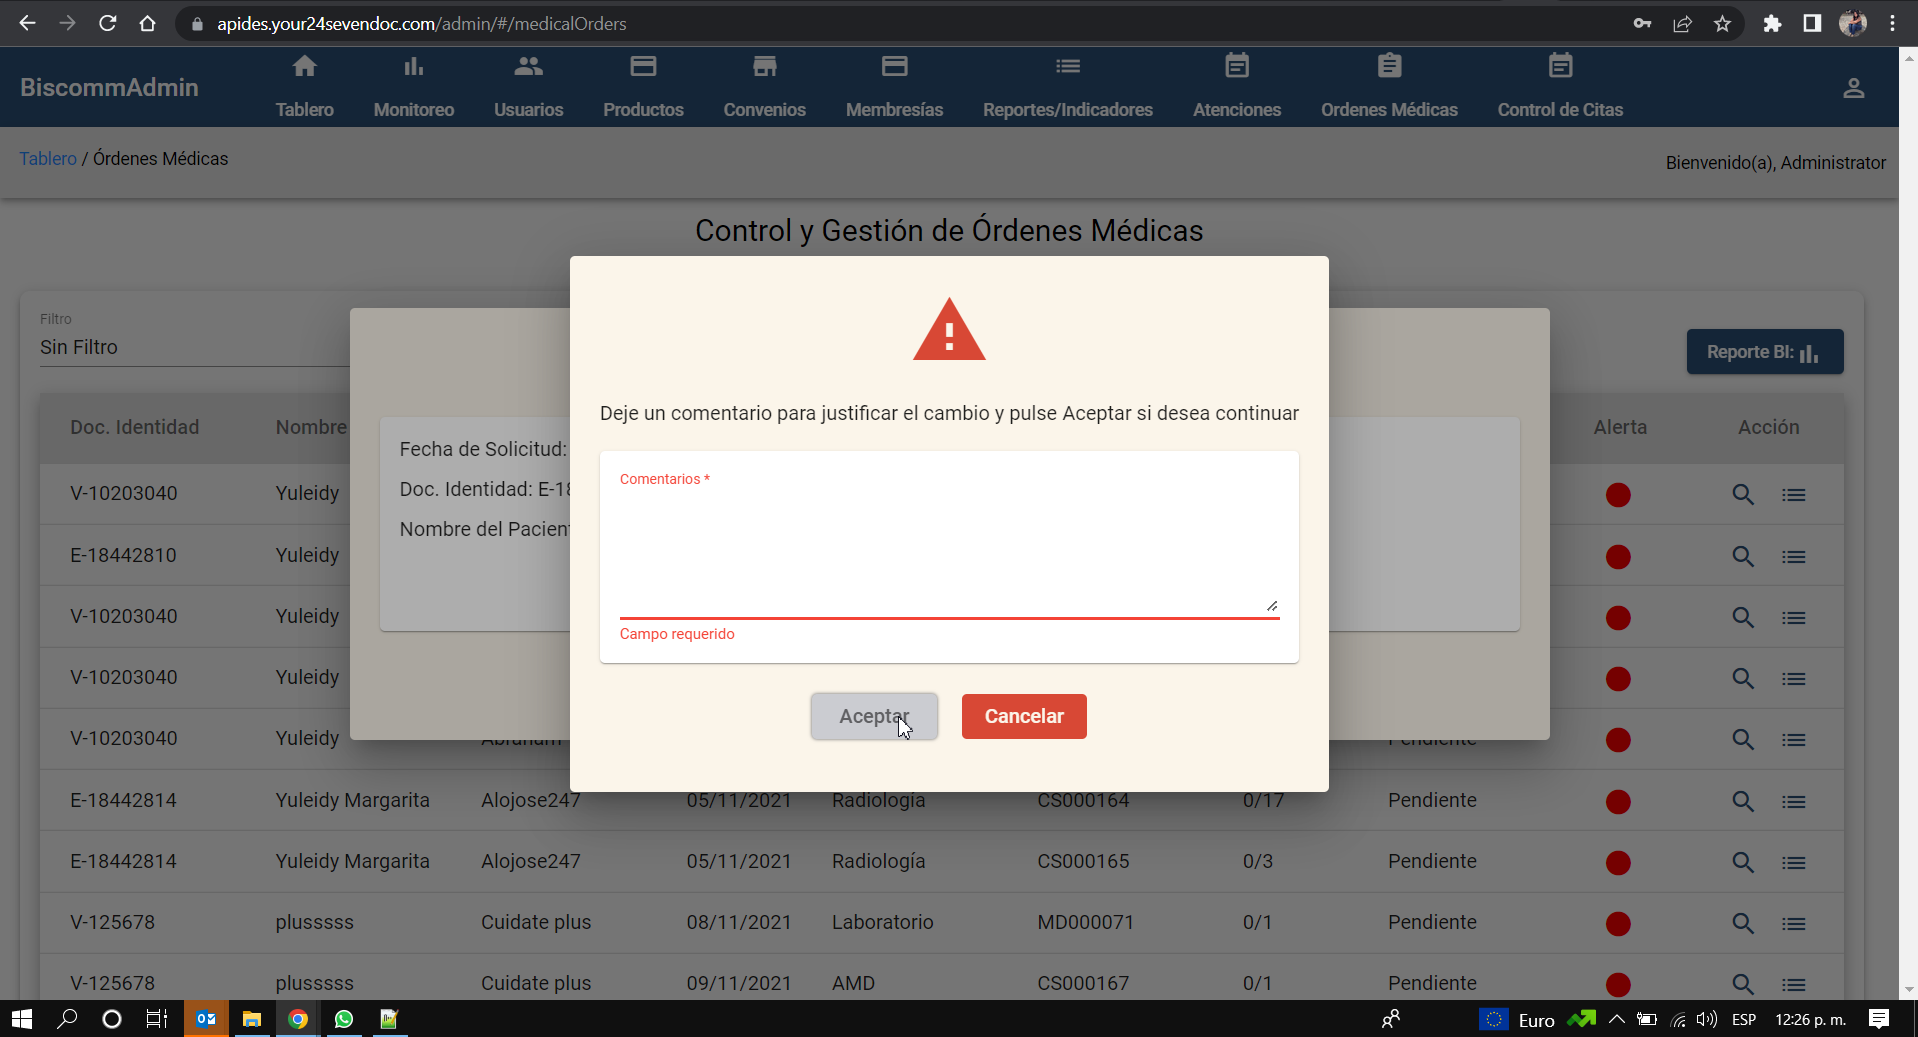 apides.your24sevendoc.com/admin/#/medicalOrders
BiscommAdmin
Tablero
Monitoreo
Usuarios
Productos
Convenios
Membresías
Reportes/Indicadores
Atenciones
Ordenes Médicas
Control de Citas
Tablero / Órdenes Médicas
Bienvenido(a), Administrator
Control y Gestión de Órdenes Médicas
Filtro
Sin Filtro
Reporte BI:
Deje un comentario para justificar el cambio y pulse Aceptar si desea continuar
Comentarios *
Campo requerido
Aceptar
Cancelar
Fecha de Solicitud:
Doc. Identidad: E-18
Nombre del Pacient
Doc. Identidad Nombre Alerta Acción
V-10203040 Yuleidy
E-18442810 Yuleidy
V-10203040 Yuleidy
V-10203040 Yuleidy
V-10203040 Yuleidy Abraham Pendiente
E-18442814 Yuleidy Margarita Alojose247 05/11/2021 Radiología CS000164 0/17 Pendiente
E-18442814 Yuleidy Margarita Alojose247 05/11/2021 Radiología CS000165 0/3 Pendiente
V-125678 plusssss Cuidate plus 08/11/2021 Laboratorio MD000071 0/1 Pendiente
V-125678 plusssss Cuidate plus 09/11/2021 AMD CS000167 0/1 Pendiente
Euro
ESP
12:26 p. m.